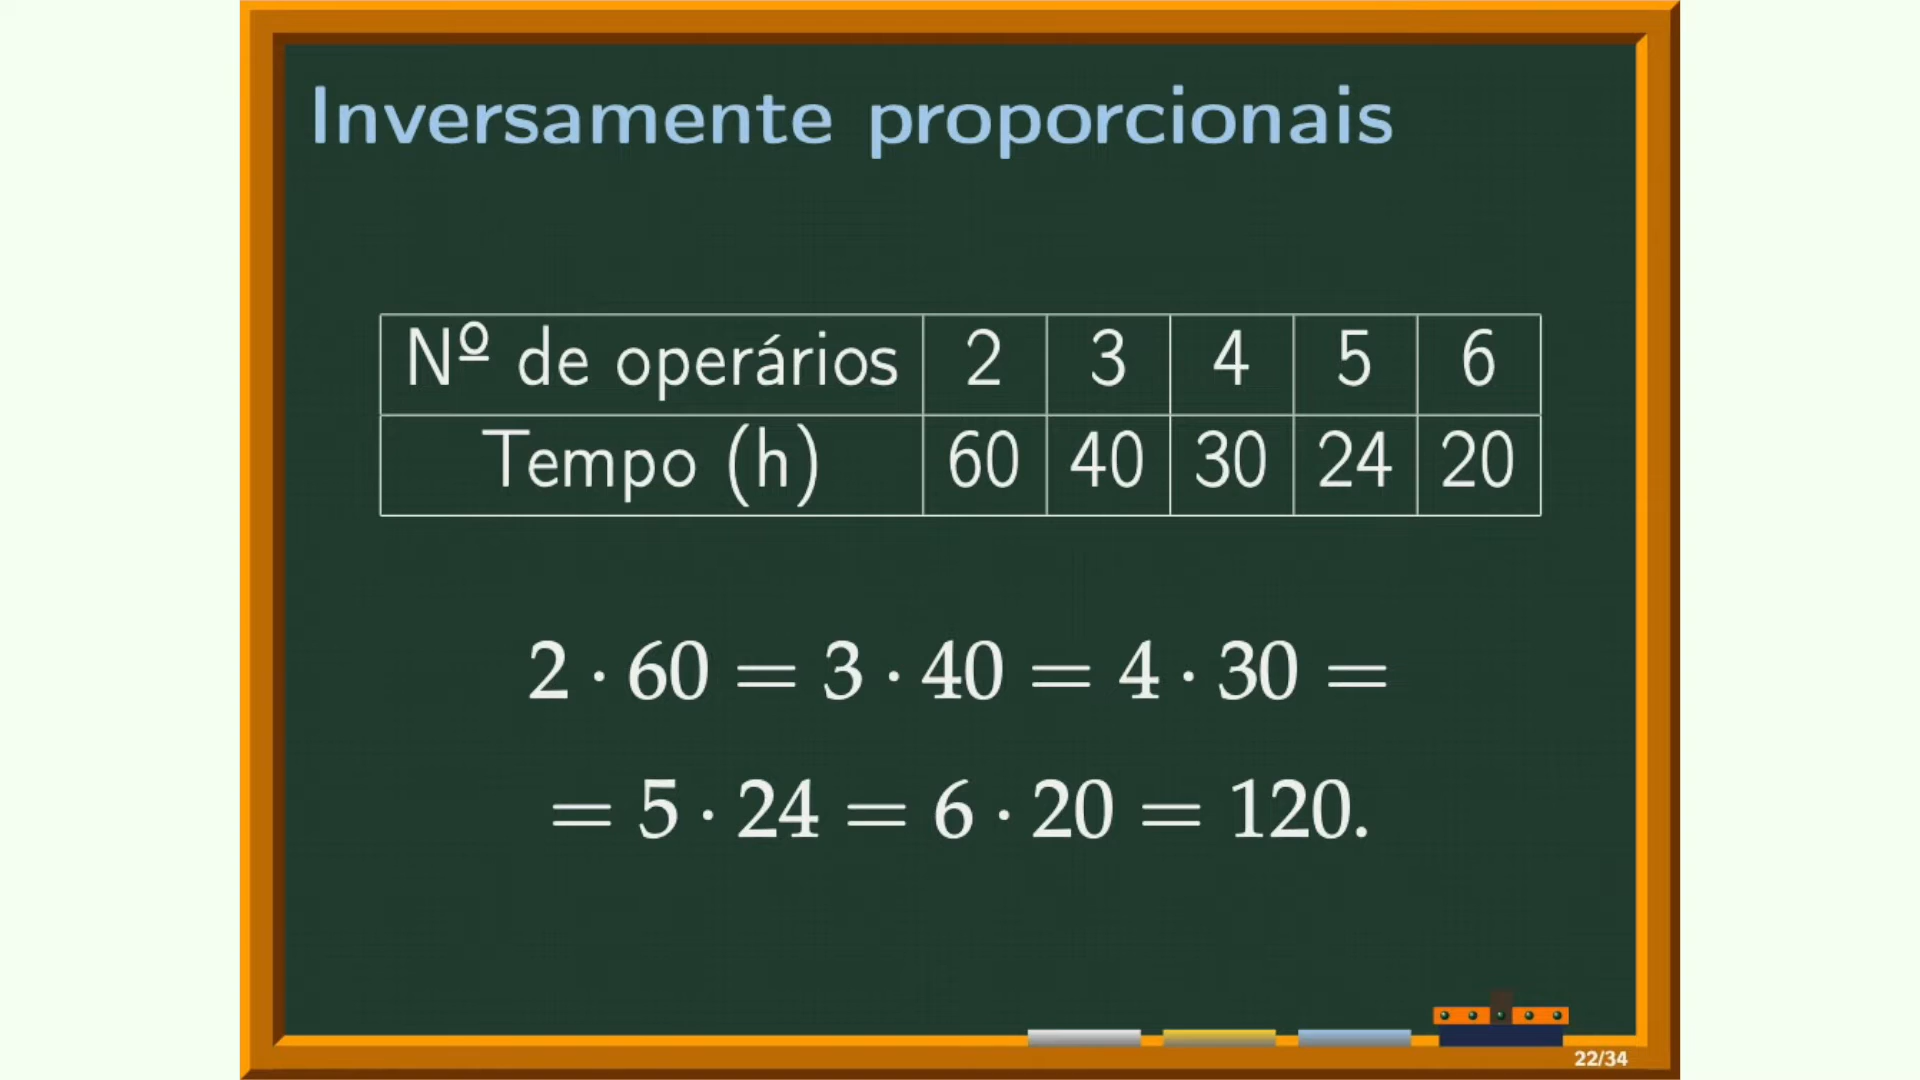 Inversamente proporcionais
Nº de operários 2 3 4 5 6
Tempo (h) 60 40 30 24 20
2 · 60 = 3 · 40 = 4 · 30 =
= 5 · 24 = 6 · 20 = 120.
22/34